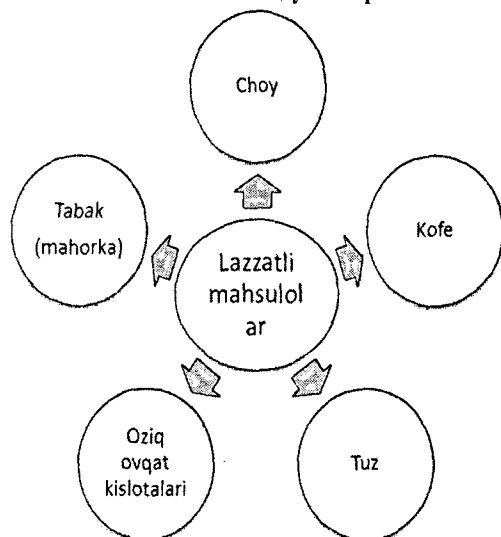 Choy
Tabak
(mahorka)
Kofe
Lazzatli
mahsulol
ar
Oziq
ovqat
kislotalari
Tuz